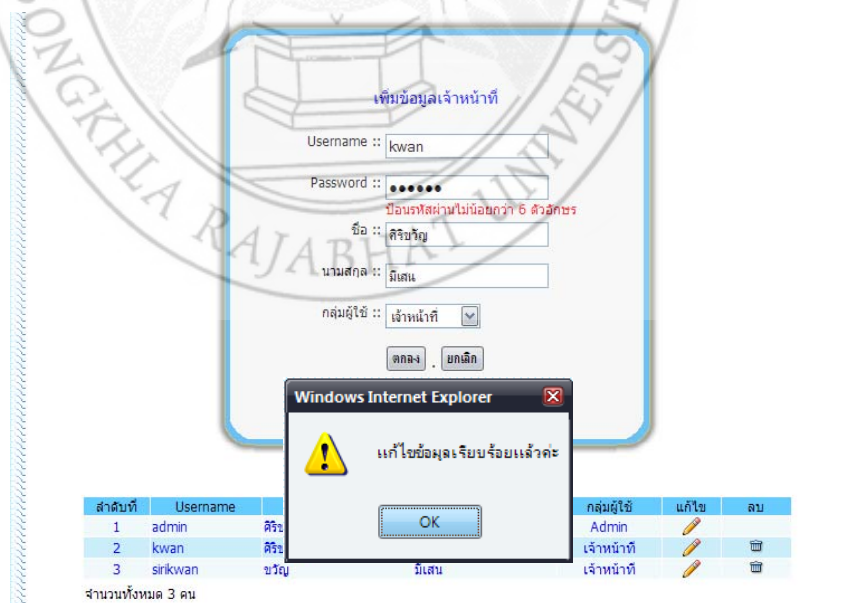 SONGKHLA RAJABHAT UNIVERSITY
เพิ่มข้อมูลเจ้าหน้าที่
Username :: kwan
Password :: ●●●●●●
ป้อนรหัสผ่านไม่น้อยกว่า 6 ตัวอักษร
ชื่อ :: ศิริขวัญ
นามสกุล :: มีเสน
กลุ่มผู้ใช้ :: เจ้าหน้าที่
ตกลง . ยกเลิก
Windows Internet Explorer
แก้ไขข้อมูลเรียบร้อยแล้วค่ะ
OK
ลำดับที่ Username กลุ่มผู้ใช้ แก้ไข ลบ
1 admin Admin
2 kwan เจ้าหน้าที่
3 sirikwan ขวัญ มีเสน เจ้าหน้าที่
จำนวนทั้งหมด 3 คน